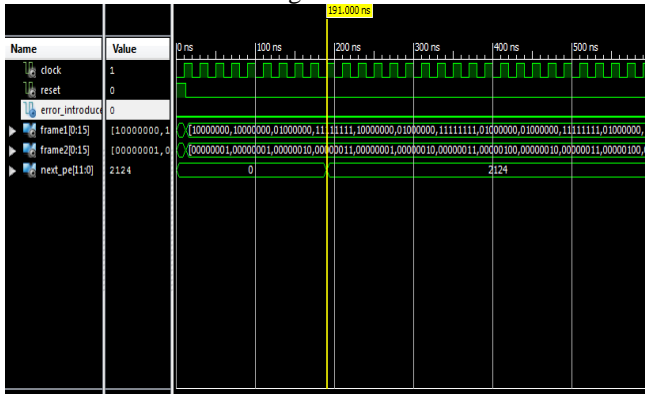 191.000 ns
Name Value 0 ns 100 ns 200 ns 300 ns 400 ns 500 ns
clock 1
reset 0
error_introduce 0
frame1[0:15] [10000000,1 [10000000,10000000,01000000,11111111,10000000,01000000,11111111,01000000,01000000,11111111,01000000,
frame2[0:15] [00000001,0 [00000001,00000001,00000010,00000011,00000001,00000010,00000011,00000100,00000010,00000011,00000100,
next_pe[11:0] 2124 0 2124